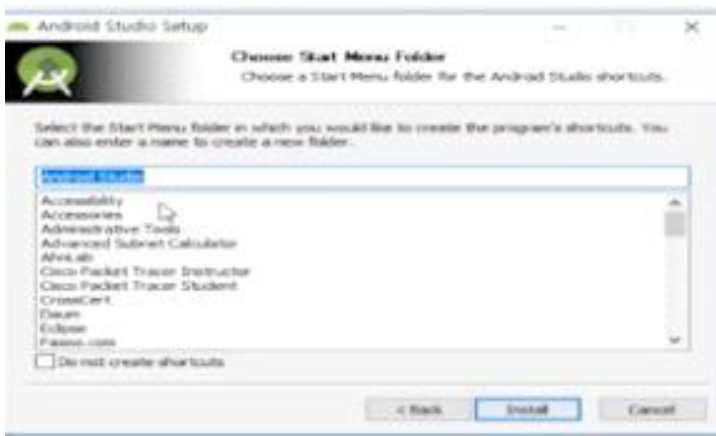 Android Studio Setup
Choose Start Menu Folder
Choose a Start Menu folder for the Android Studio shortcuts.
Select the Start Menu folder in which you would like to create the program's shortcuts. You
can also enter a name to create a new folder.
Android Studio
Accessibility
Accessories
Administrative Tools
Advanced Subnet Calculator
AhnLab
Cisco Packet Tracer Instructor
Cisco Packet Tracer Student
CrossCert
Daum
Eclipse
Fasoo.com
Do not create shortcuts
< Back
Install
Cancel